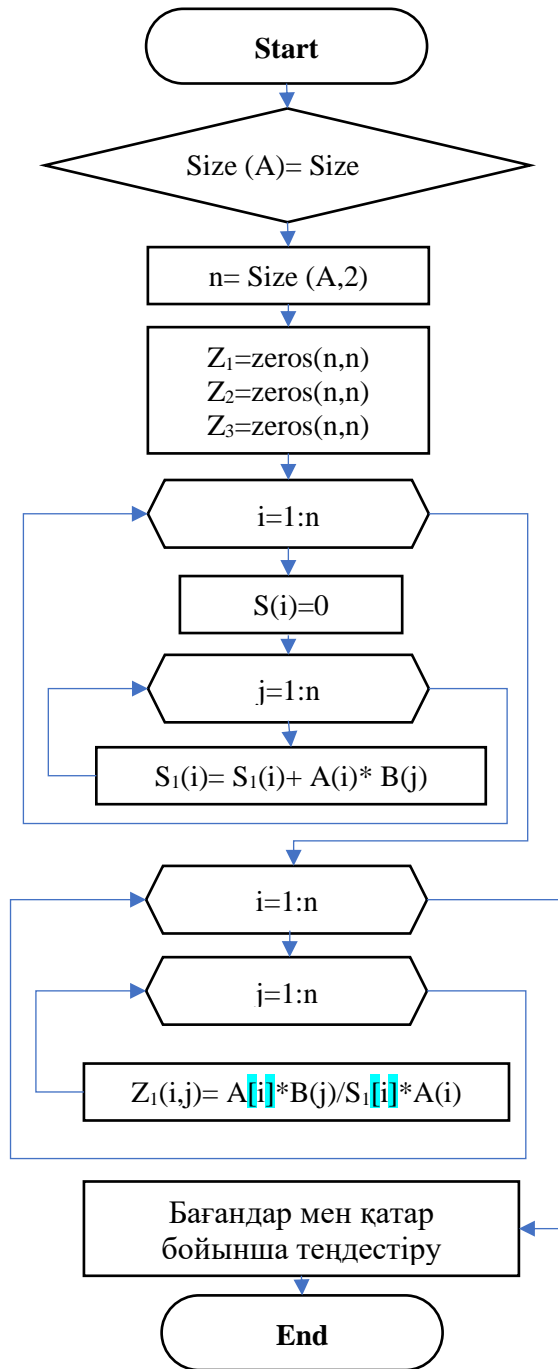 Start
Size (A)= Size
n= Size (A,2)
Z₁=zeros(n,n)
Z₂=zeros(n,n)
Z₃=zeros(n,n)
i=1:n
S(i)=0
j=1:n
S₁(i)= S₁(i)+ A(i)* B(j)
i=1:n
j=1:n
Z₁(i,j)= A[i]*B(j)/S₁[i]*A(i)
Бағандар мен қатар
бойынша теңдестіру
End